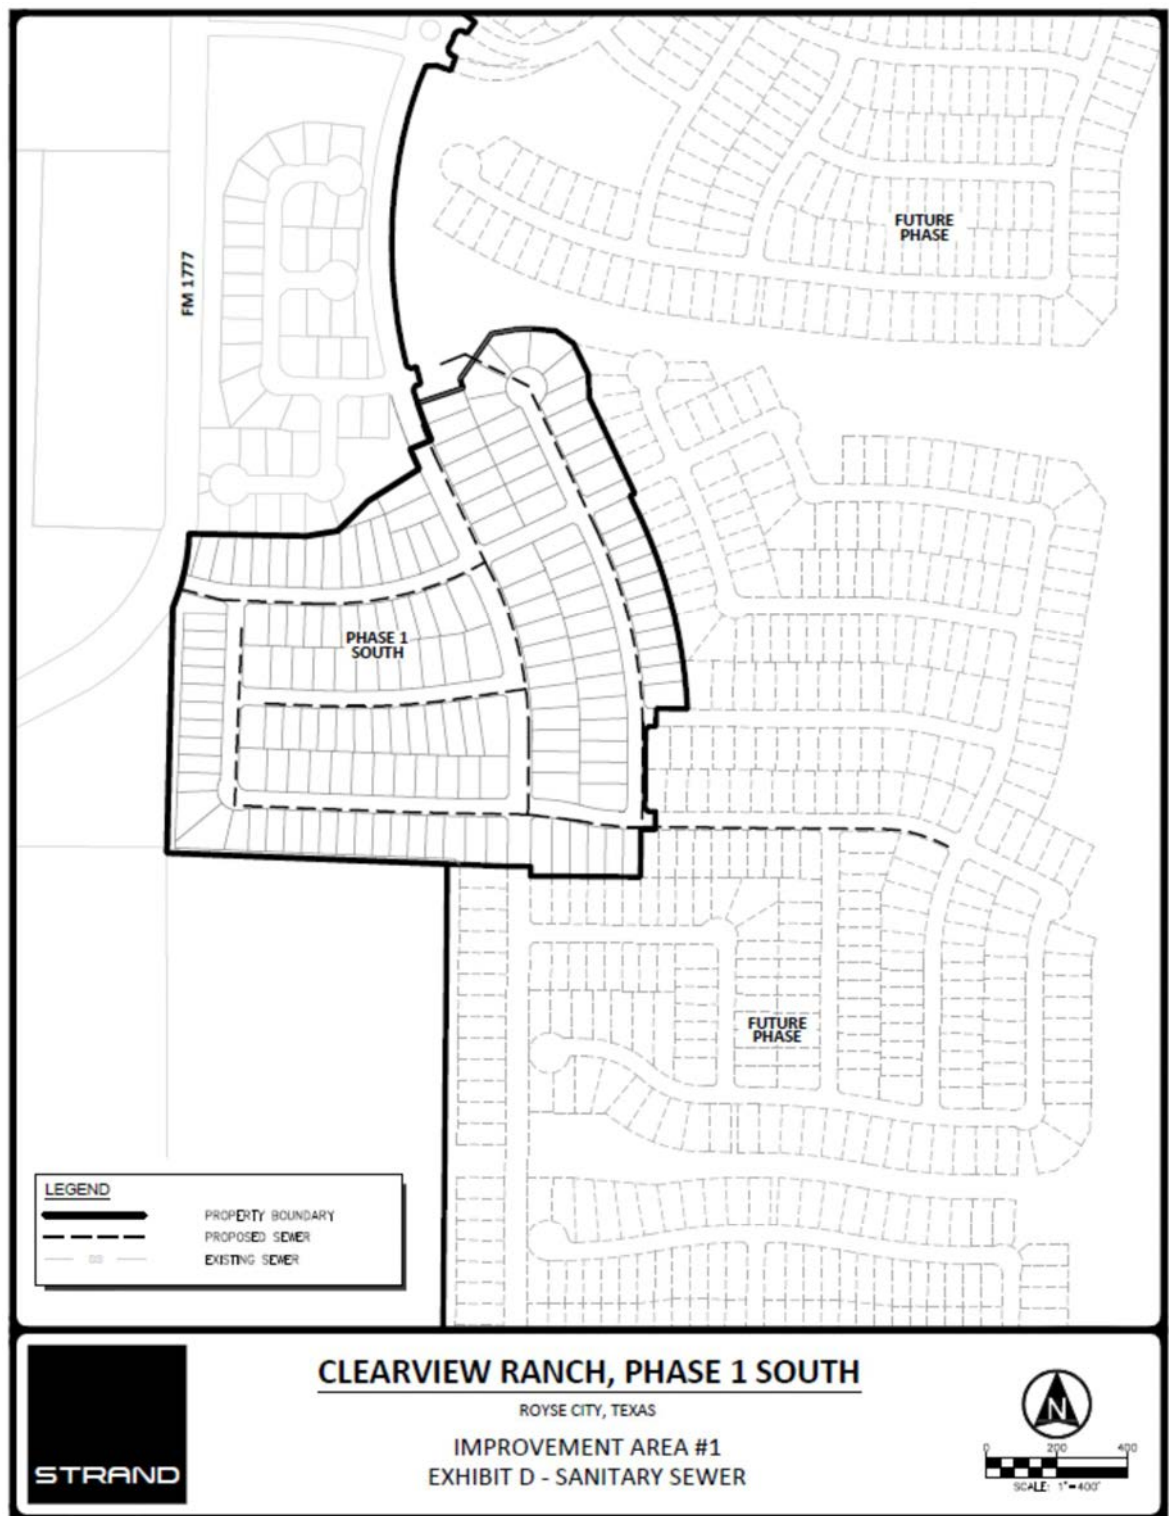 FUTURE
PHASE
FM 1777
PHASE 1
SOUTH
FUTURE
PHASE
LEGEND
PROPERTY BOUNDARY
PROPOSED SEWER
EXISTING SEWER
STRAND
CLEARVIEW RANCH, PHASE 1 SOUTH
ROYSE CITY, TEXAS
IMPROVEMENT AREA #1
EXHIBIT D - SANITARY SEWER
N
0 200 400
SCALE: 1"=400'